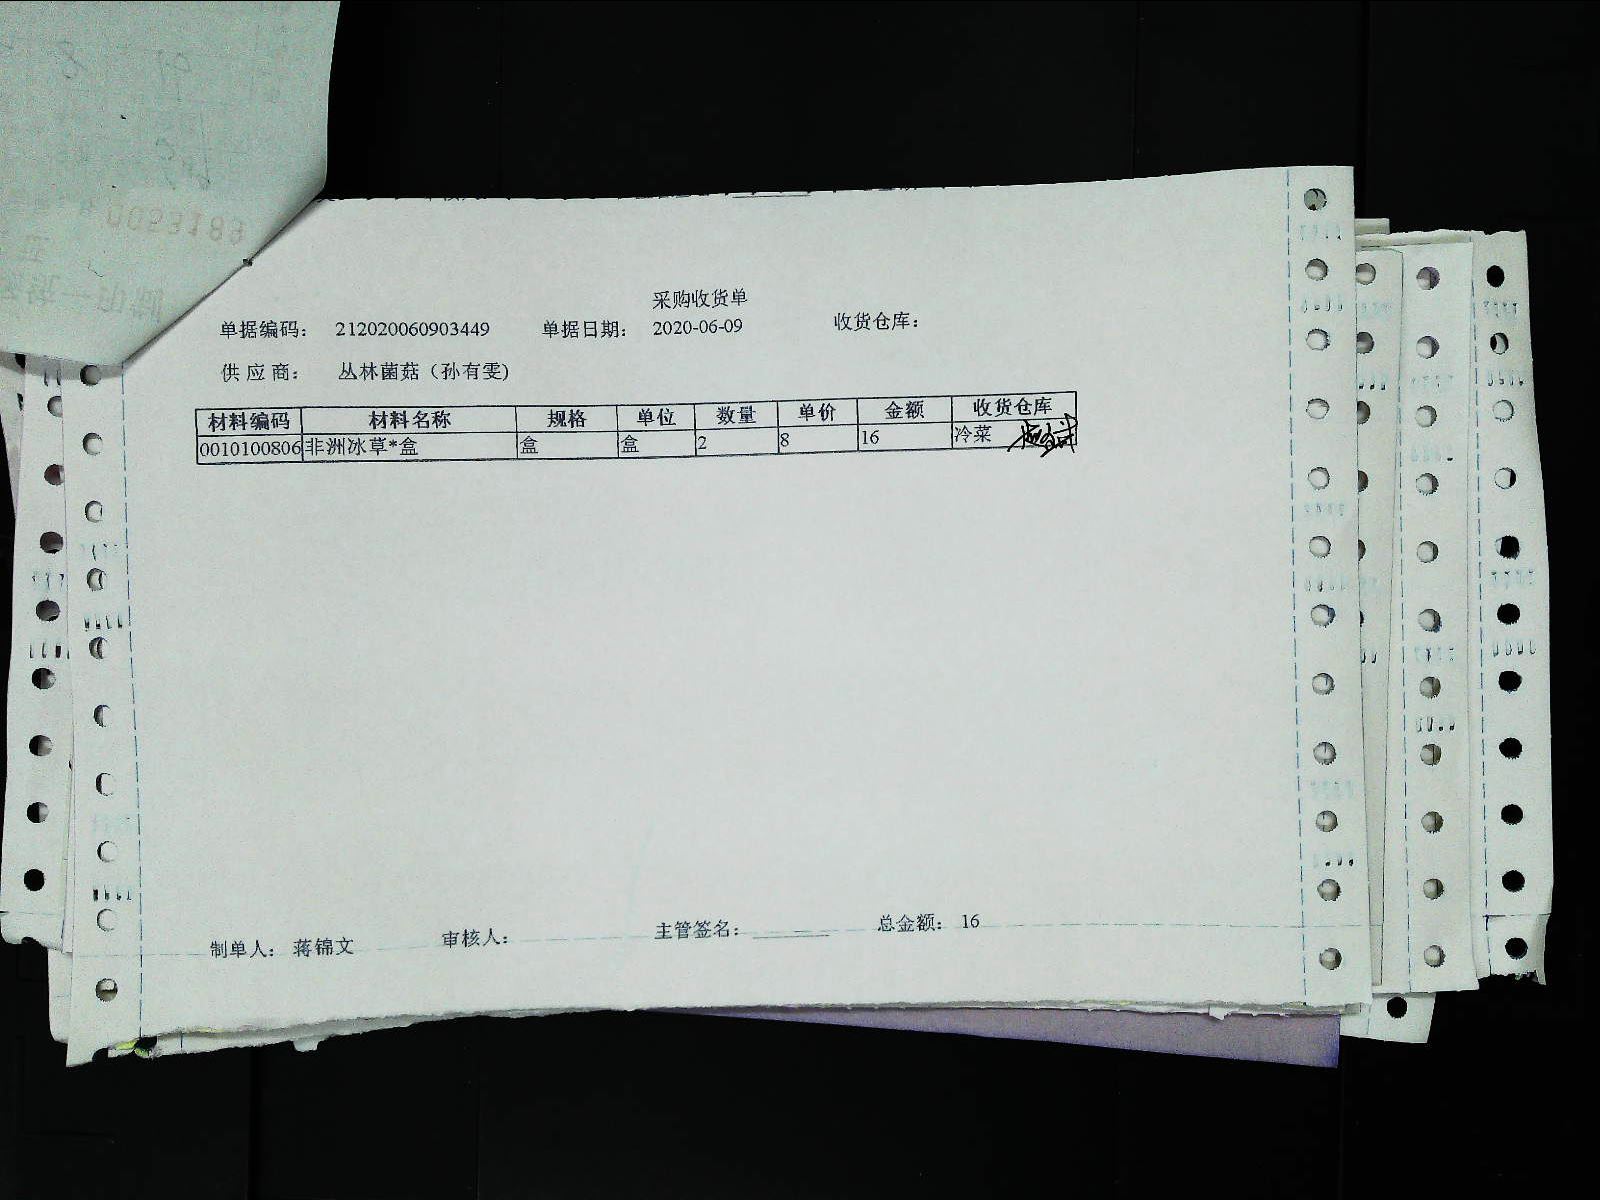 采购收货单
单据编码： 212020060903449 单据日期： 2020-06-09 收货仓库：
供应商： 丛林菌菇（孙有雯)
材料编码 材料名称 规格 单位 数量 单价 金额 收货仓库
0010100806 非洲冰草*盒 盒 盒 2 8 16 冷菜
制单人： 蒋锦文 审核人： 主管签名： 总金额： 16